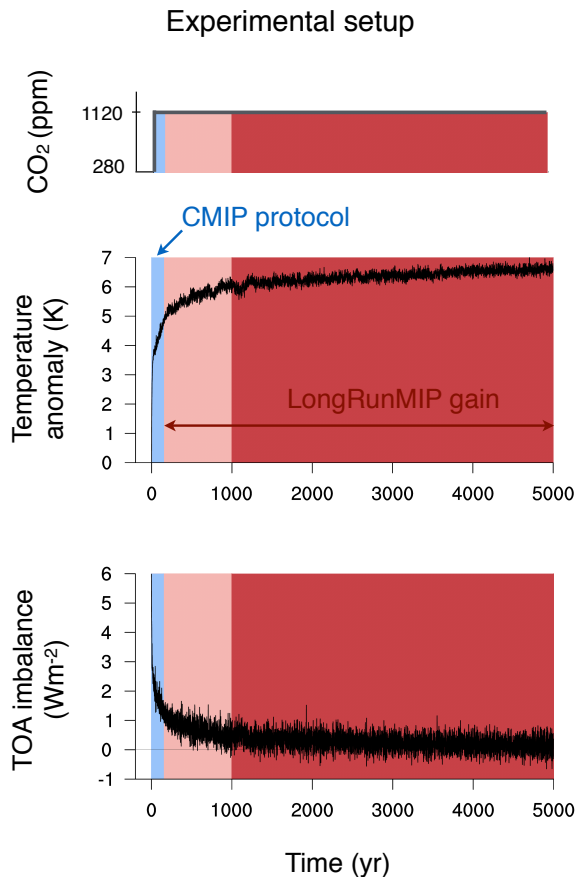 Experimental setup
CO₂ (ppm)
1120
280
CMIP protocol
Temperature
anomaly (K)
7
6
5
4
3
2
1
0
LongRunMIP gain
0 1000 2000 3000 4000 5000
TOA imbalance
(Wm⁻²)
6
5
4
3
2
1
0
-1
0 1000 2000 3000 4000 5000
Time (yr)